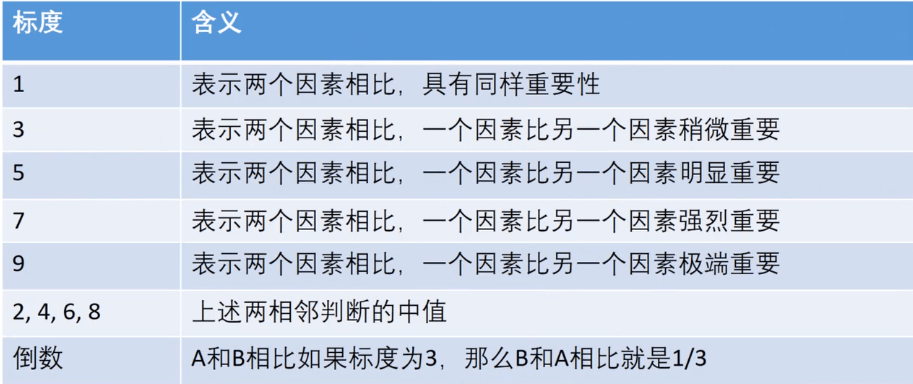 标度 含义
1 表示两个因素相比，具有同样重要性
3 表示两个因素相比，一个因素比另一个因素稍微重要
5 表示两个因素相比，一个因素比另一个因素明显重要
7 表示两个因素相比，一个因素比另一个因素强烈重要
9 表示两个因素相比，一个因素比另一个因素极端重要
2, 4, 6, 8 上述两相邻判断的中值
倒数 A和B相比如果标度为3，那么B和A相比就是1/3